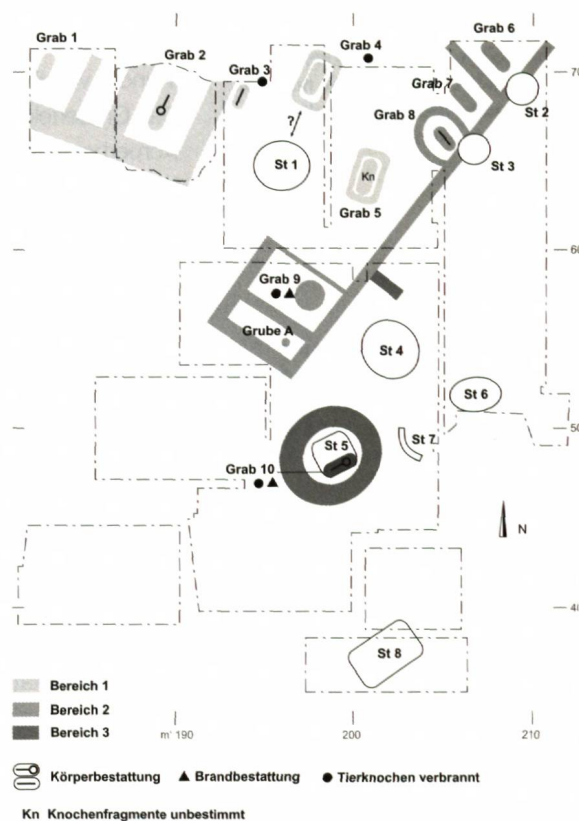 m'
Grab 1
Grab 2
Grab 3
Grab 4
Grab 6
70
Grab 7
St 2
Grab 8
St 3
?
St 1
Kn
Grab 5
60
Grab 9
Grube A
St 4
St 6
50
St 5
St 7
Grab 10
N
40
St 8
Bereich 1
Bereich 2
Bereich 3
m' 190
200
210
Körperbestattung
Brandbestattung
Tierknochen verbrannt
Kn Knochenfragmente unbestimmt